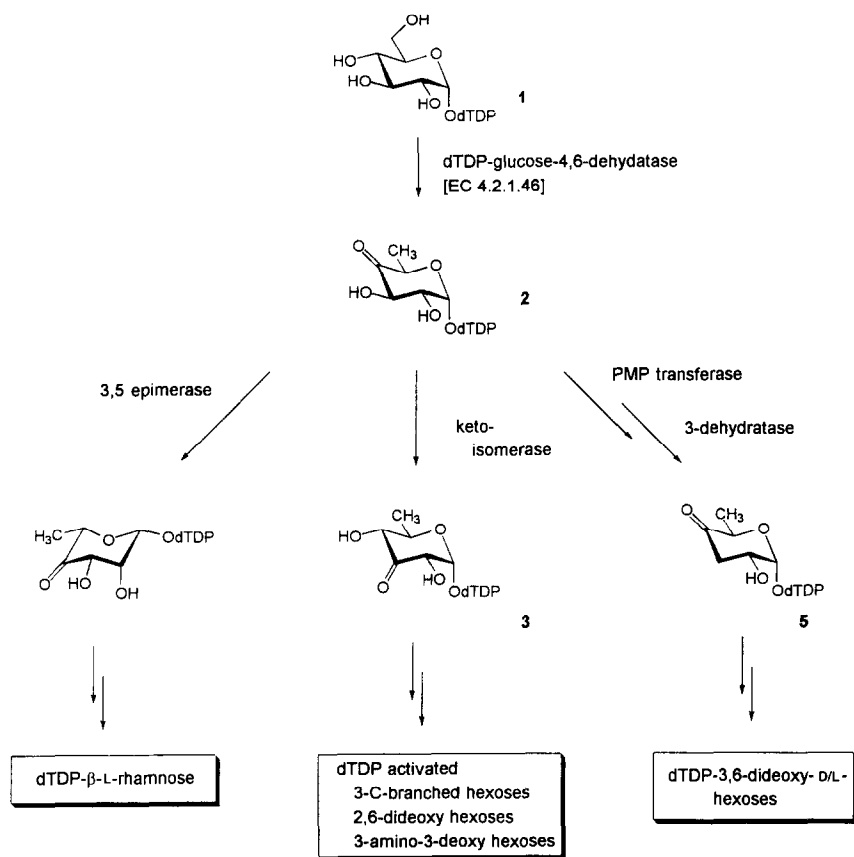 OH
O
HO
HO
HO
OdTDP
1
dTDP-glucose-4,6-dehydatase
[EC 4.2.1.46]
O
CH₃
O
HO
HO
OdTDP
2
3,5 epimerase
keto-
isomerase
PMP transferase
3-dehydratase
H₃C
O
OdTDP
O
HO
OH
CH₃
HO
O
HO
O
OdTDP
3
O
CH₃
O
HO
OdTDP
5
dTDP-β-L-rhamnose
dTDP activated
3-C-branched hexoses
2,6-dideoxy hexoses
3-amino-3-deoxy hexoses
dTDP-3,6-dideoxy- D/L-
hexoses